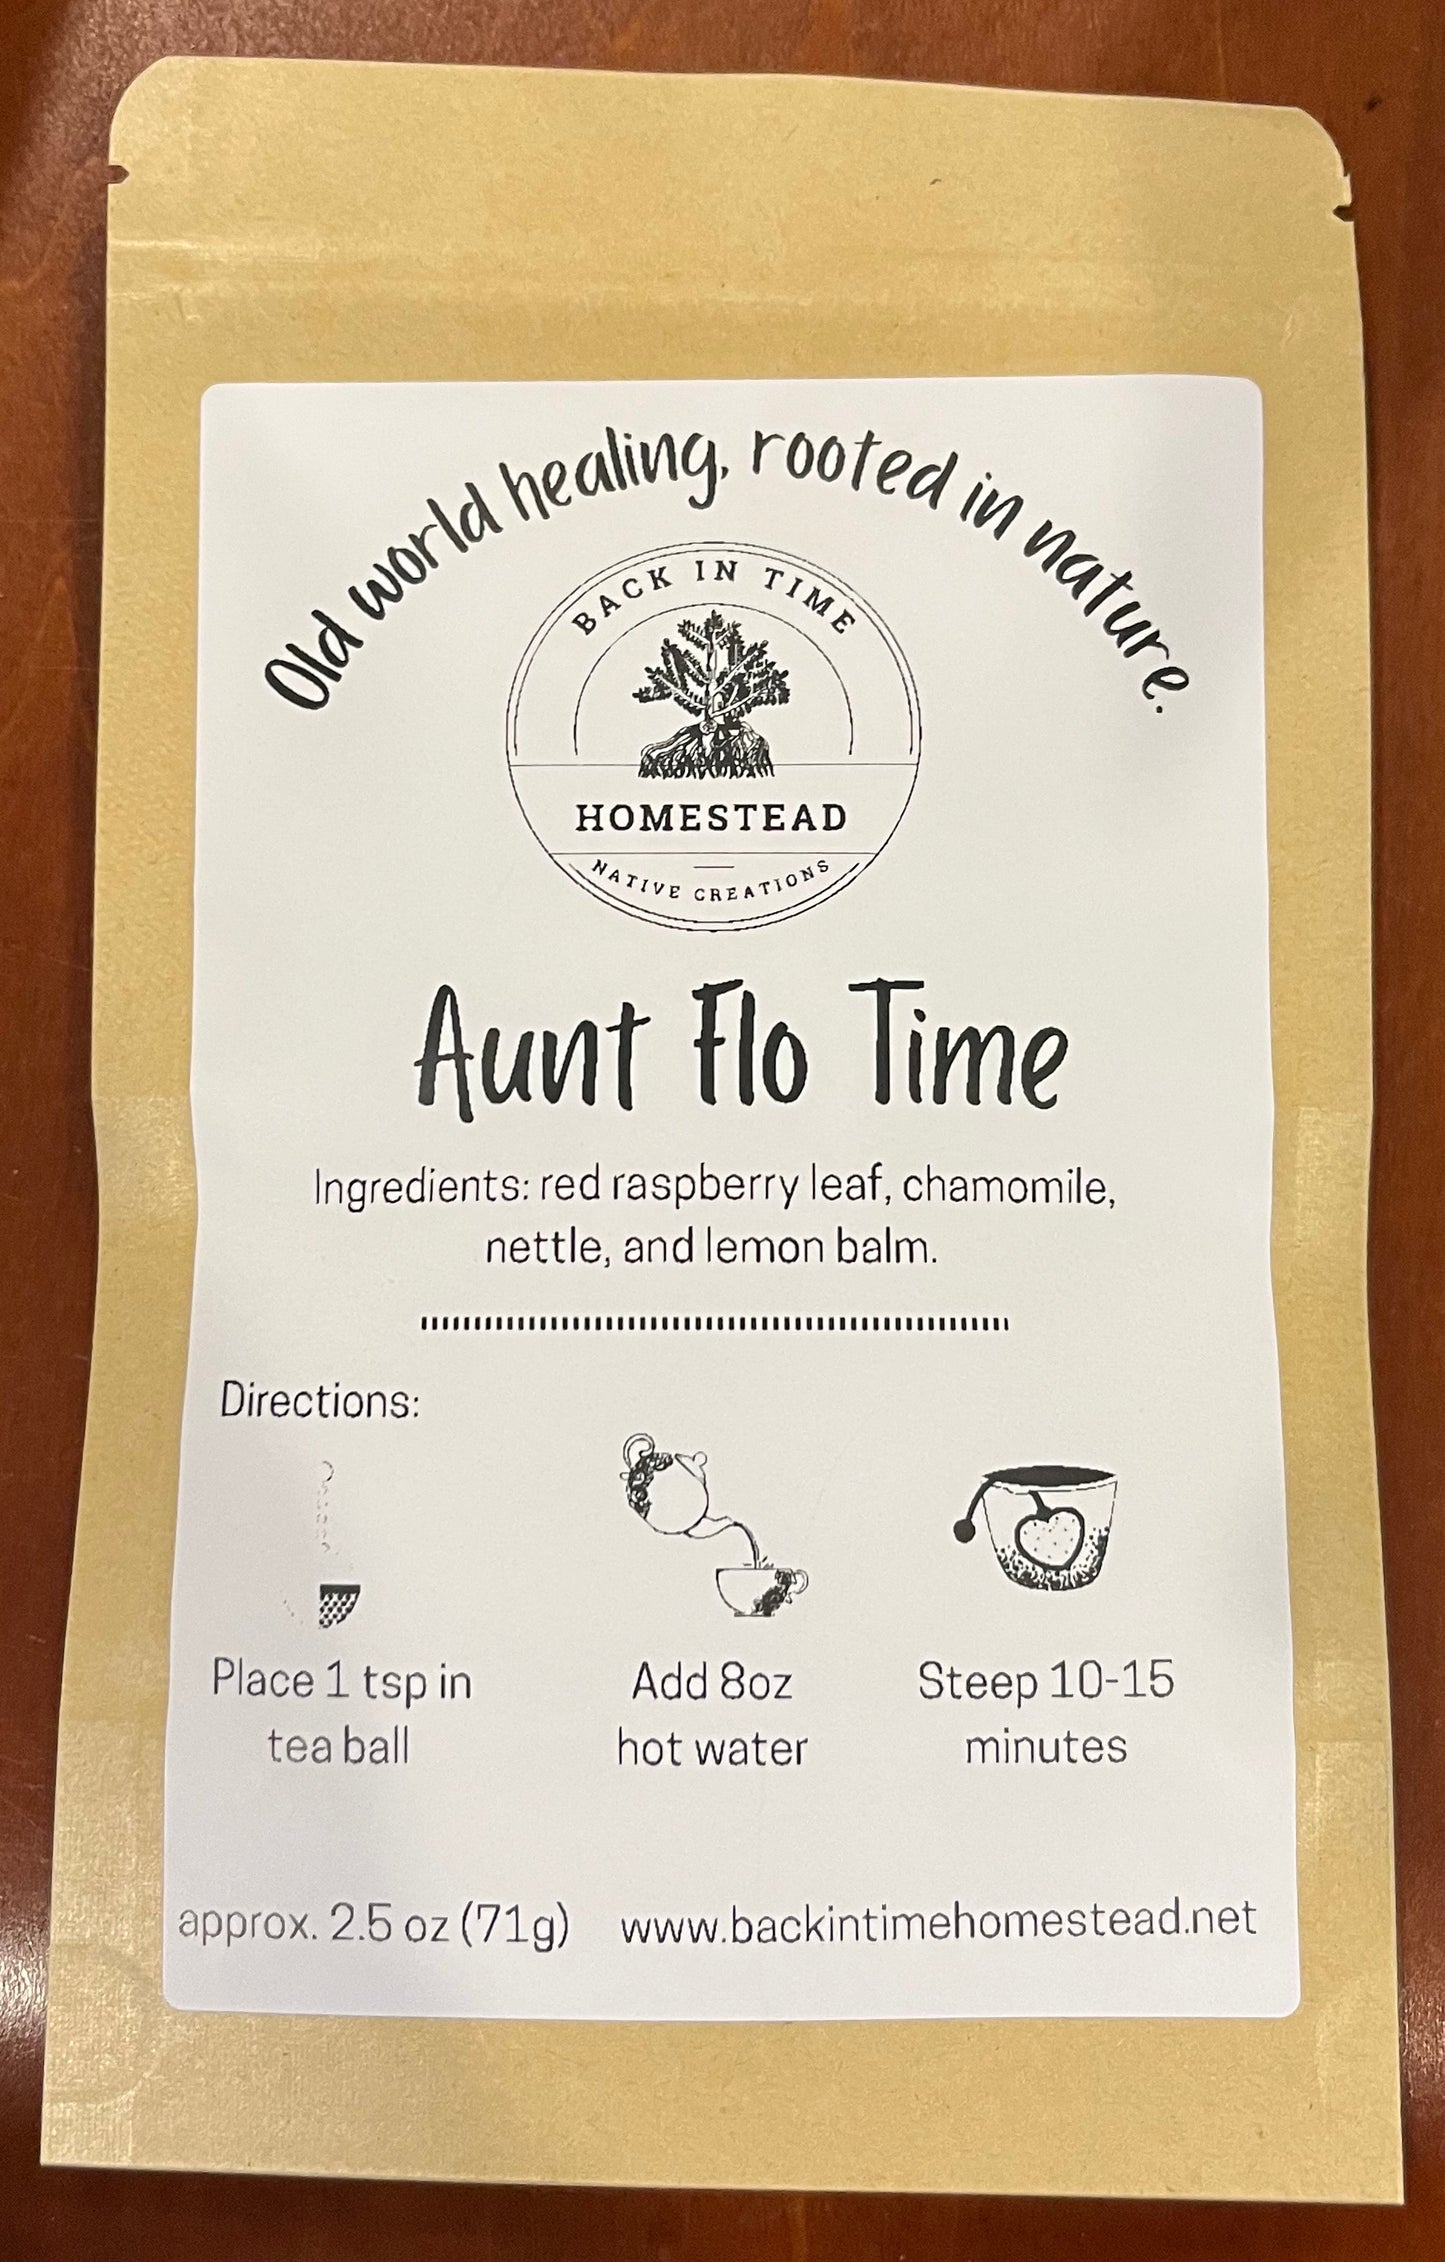 Old world healing, rooted in nature.
BACK IN TIME
HOMESTEAD
NATIVE CREATIONS
Aunt Flo Time
Ingredients: red raspberry leaf, chamomile,
nettle, and lemon balm.
Directions:
Place 1 tsp in
tea ball
Add 8oz
hot water
Steep 10-15
minutes
approx. 2.5 oz (71g)
www.backintimehomestead.net